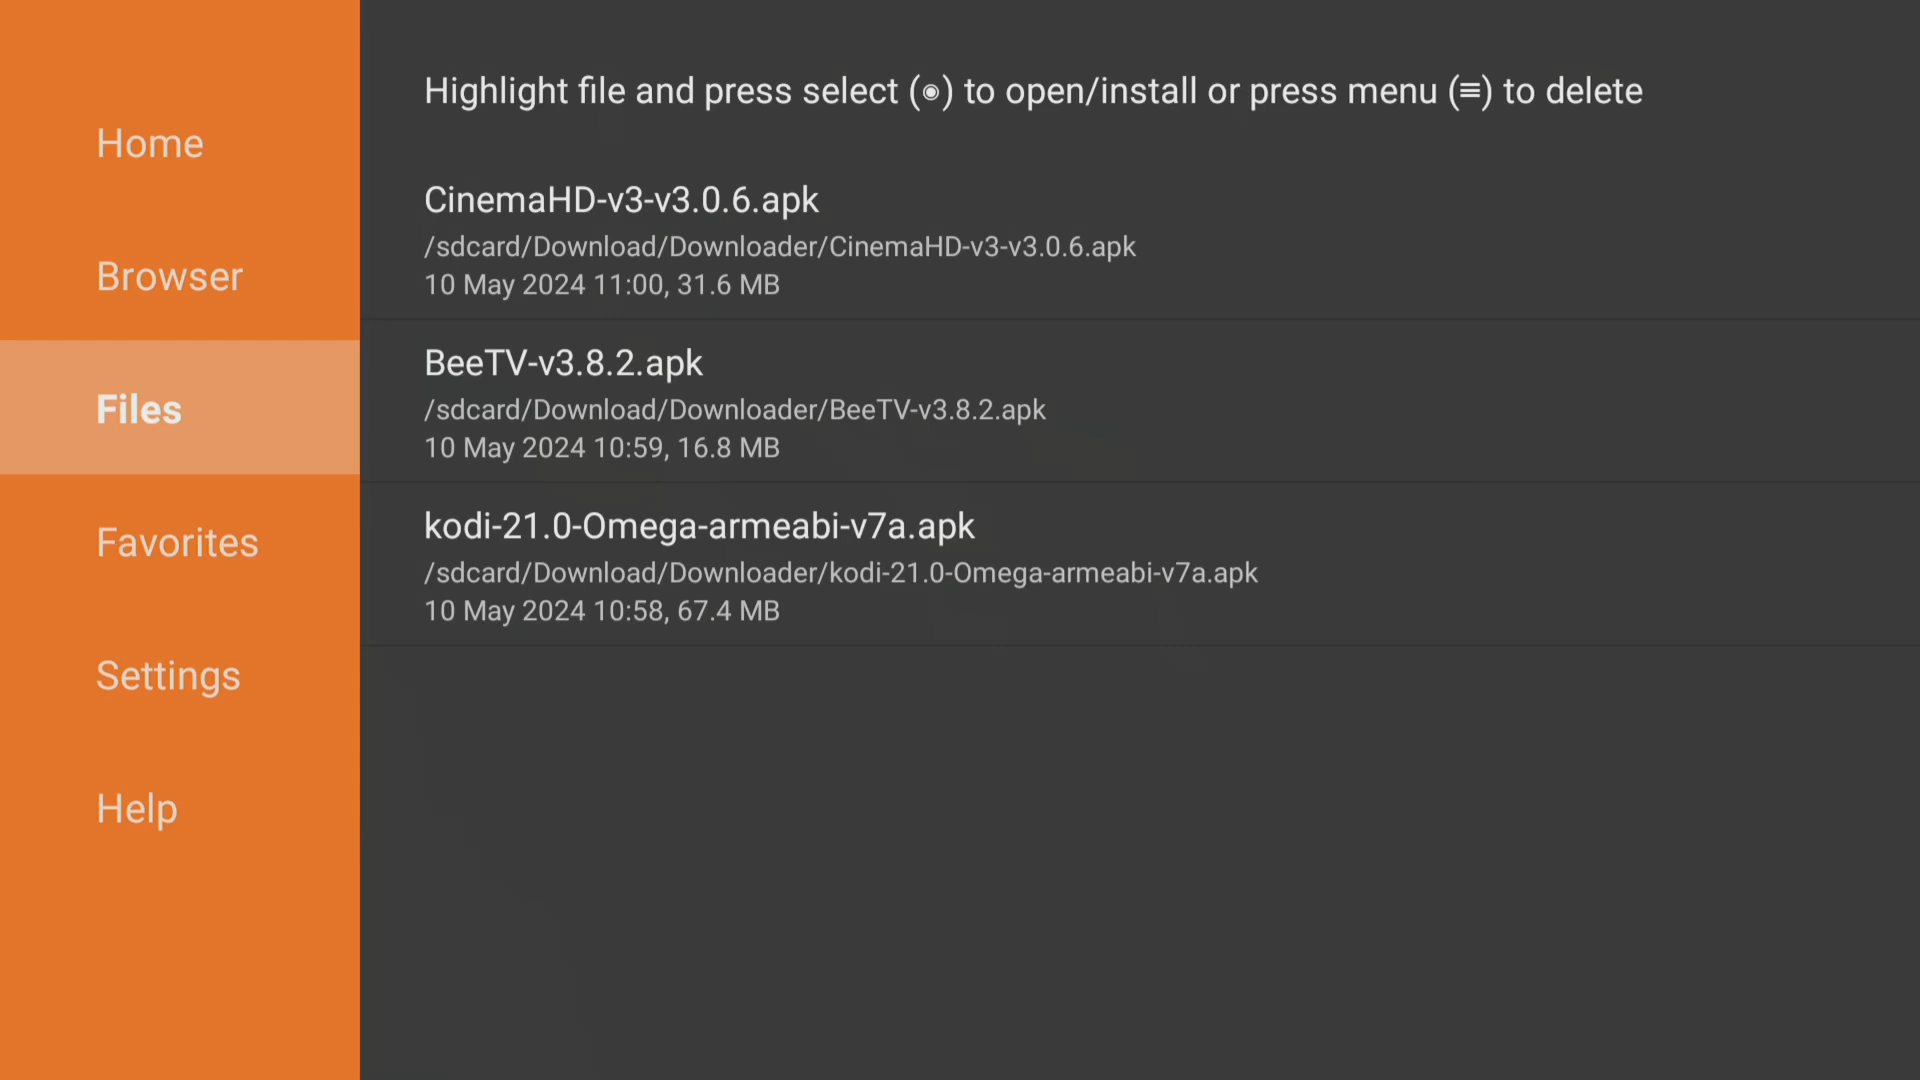 Home
Browser
Files
Favorites
Settings
Help
Highlight file and press select (◉) to open/install or press menu (≡) to delete
CinemaHD-v3-v3.0.6.apk
/sdcard/Download/Downloader/CinemaHD-v3-v3.0.6.apk
10 May 2024 11:00, 31.6 MB
BeeTV-v3.8.2.apk
/sdcard/Download/Downloader/BeeTV-v3.8.2.apk
10 May 2024 10:59, 16.8 MB
kodi-21.0-Omega-armeabi-v7a.apk
/sdcard/Download/Downloader/kodi-21.0-Omega-armeabi-v7a.apk
10 May 2024 10:58, 67.4 MB